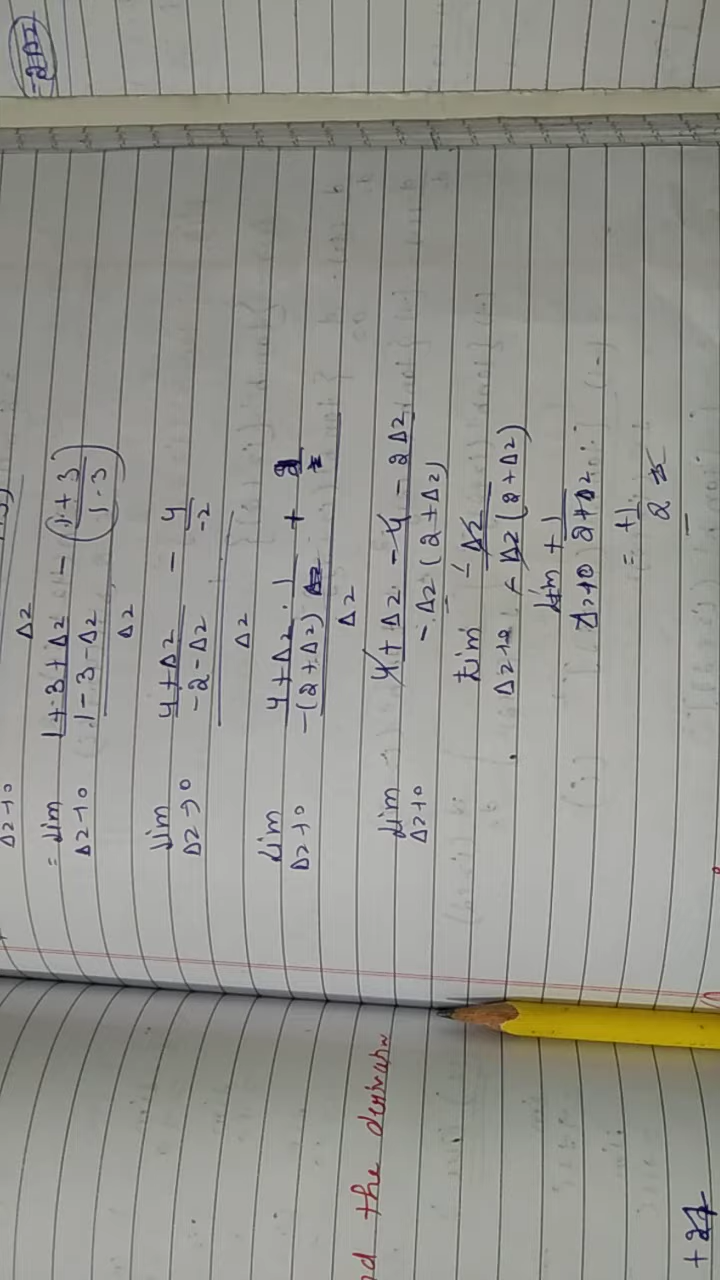 Δz→0 Δz
= lim 1+3+Δz - (1+3)
Δz→0 1-3-Δz (1-3)
Δz
lim 4+Δz - 4
Δz→0 -2-Δz -2
Δz
lim 4+Δz · 1 + 2
Δz→0 -(2+Δz)
Δz
lim 4+Δz-4-2Δz
Δz→0 -Δz(2+Δz)
lim -Δz
Δz→0 -Δz(2+Δz)
lim +1
Δz→0 2+Δz
= +1
2
-2Δz
the